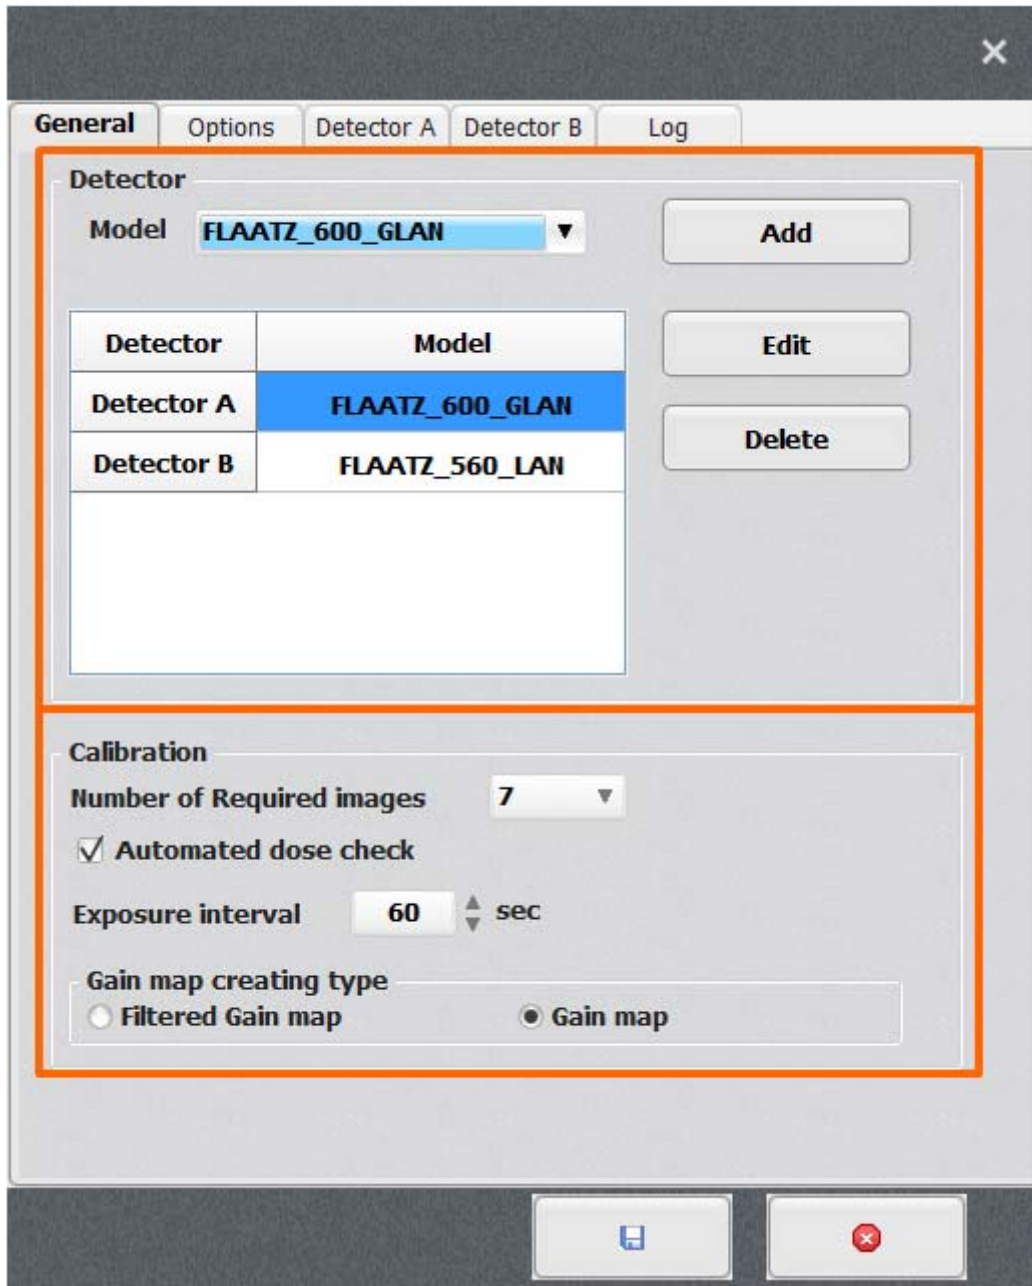 General Options Detector A Detector B Log
Detector
Model FLAATZ_600_GLAN Add
Detector Model Edit
Detector A FLAATZ_600_GLAN
Delete
Detector B FLAATZ_560_LAN
Calibration
Number of Required images 7
Automated dose check
Exposure interval 60 sec
Gain map creating type
Filtered Gain map Gain map